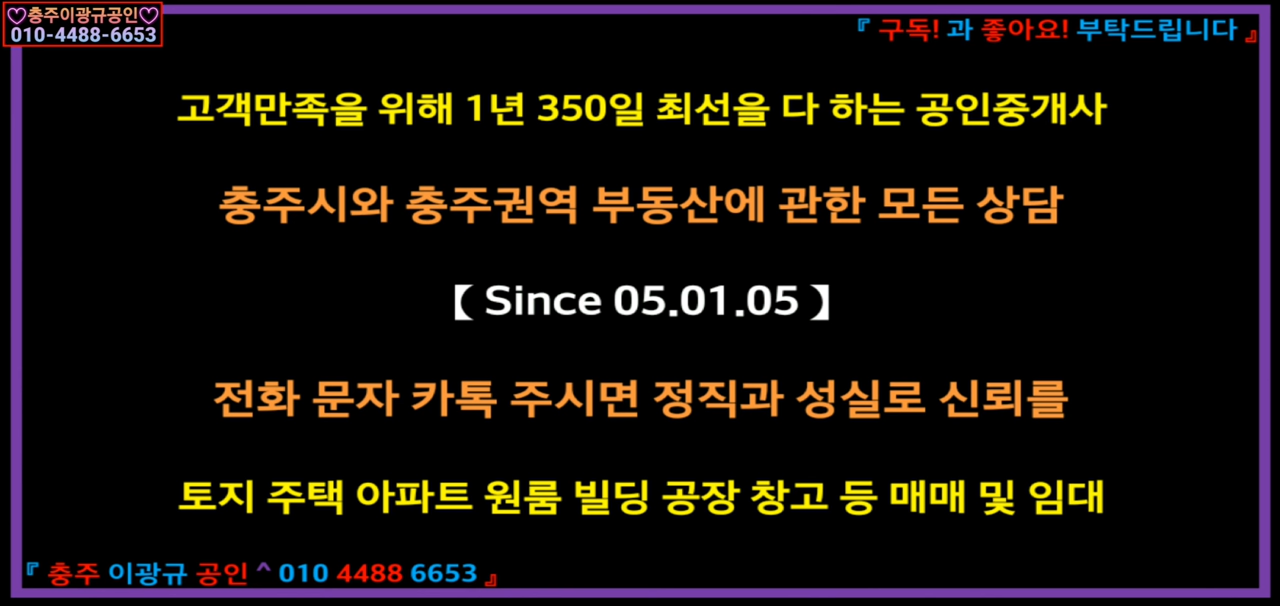 ♡충주이광규공인♡
010-4488-6653
『 구독! 과 좋아요! 부탁드립니다 』
고객만족을 위해 1년 350일 최선을 다 하는 공인중개사
충주시와 충주권역 부동산에 관한 모든 상담
【 Since 05.01.05 】
전화 문자 카톡 주시면 정직과 성실로 신뢰를
토지 주택 아파트 원룸 빌딩 공장 창고 등 매매 및 임대
『 충주 이광규 공인 ^ 010 4488 6653 』